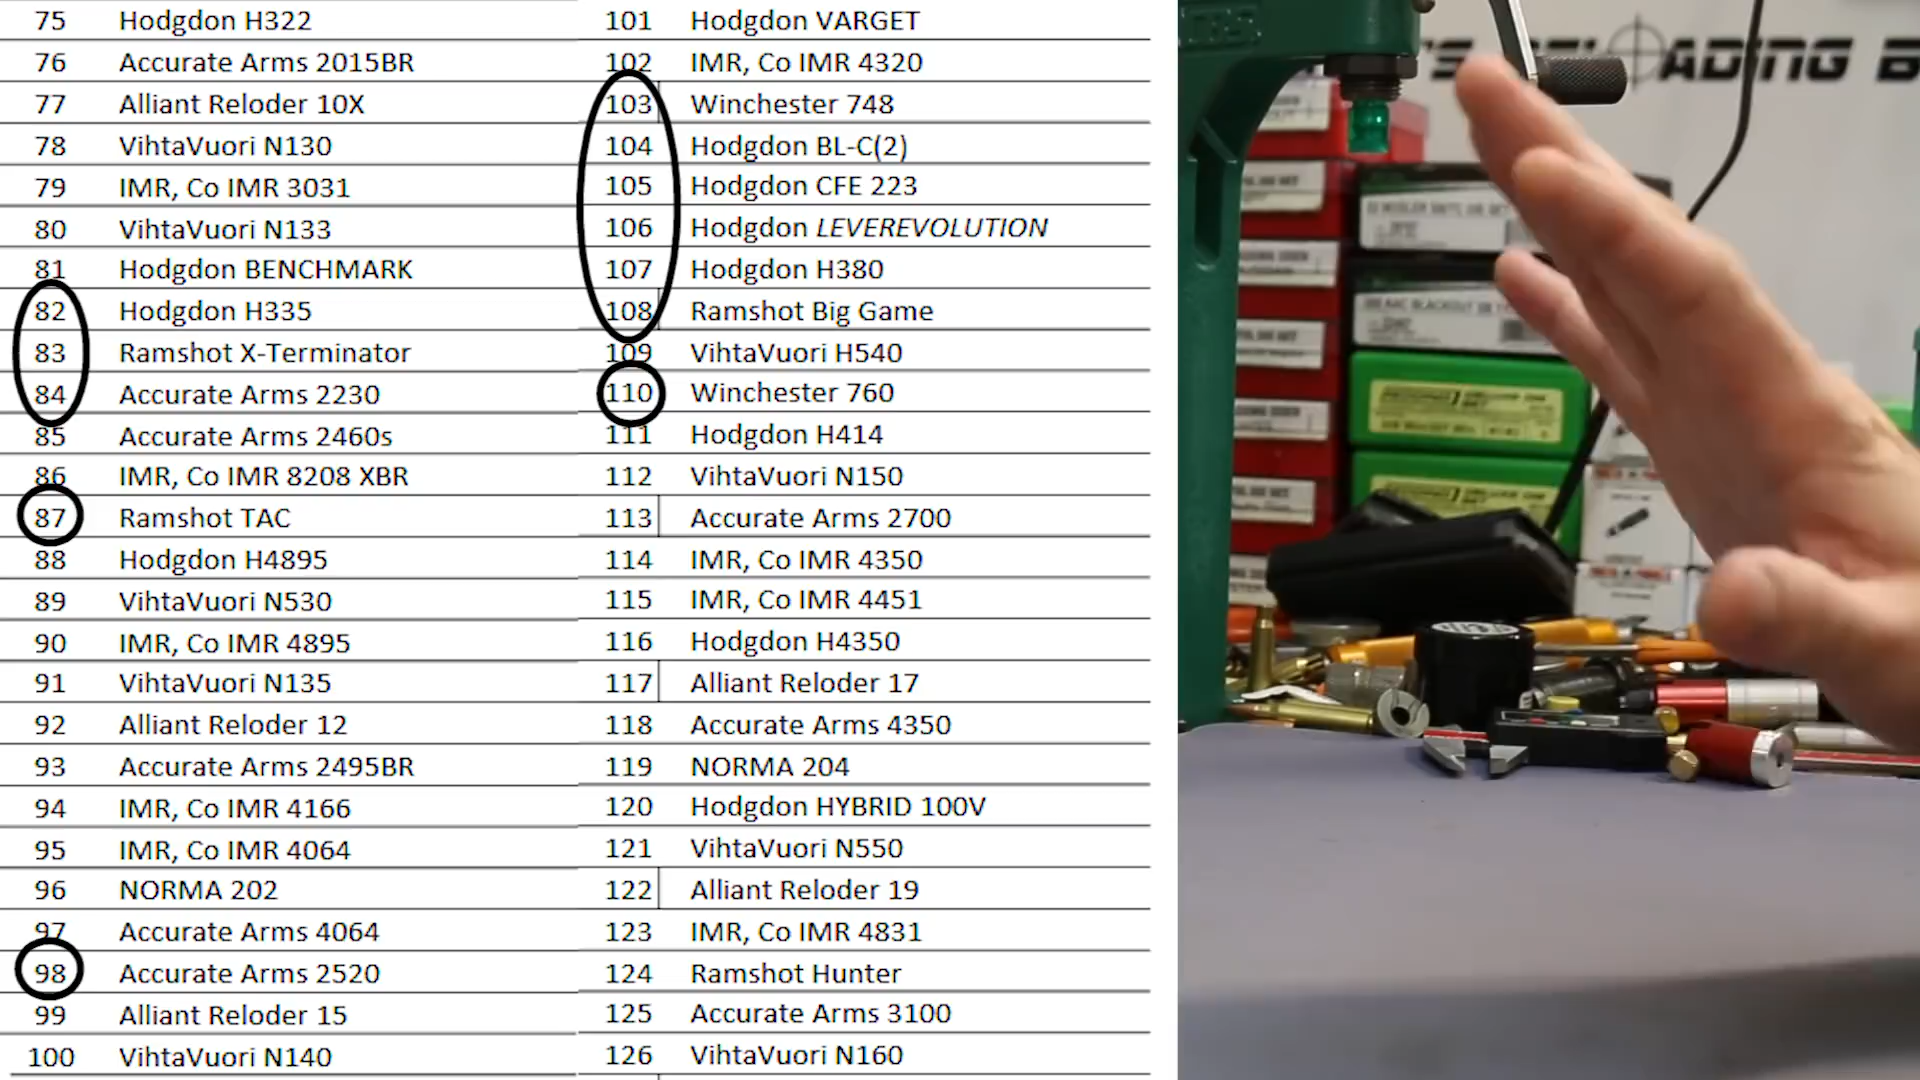 75 Hodgdon H322
76 Accurate Arms 2015BR
77 Alliant Reloder 10X
78 VihtaVuori N130
79 IMR, Co IMR 3031
80 VihtaVuori N133
81 Hodgdon BENCHMARK
82 Hodgdon H335
83 Ramshot X-Terminator
84 Accurate Arms 2230
85 Accurate Arms 2460s
86 IMR, Co IMR 8208 XBR
87 Ramshot TAC
88 Hodgdon H4895
89 VihtaVuori N530
90 IMR, Co IMR 4895
91 VihtaVuori N135
92 Alliant Reloder 12
93 Accurate Arms 2495BR
94 IMR, Co IMR 4166
95 IMR, Co IMR 4064
96 NORMA 202
97 Accurate Arms 4064
98 Accurate Arms 2520
99 Alliant Reloder 15
100 VihtaVuori N140
101 Hodgdon VARGET
102 IMR, Co IMR 4320
103 Winchester 748
104 Hodgdon BL-C(2)
105 Hodgdon CFE 223
106 Hodgdon LEVEREVOLUTION
107 Hodgdon H380
108 Ramshot Big Game
109 VihtaVuori H540
110 Winchester 760
111 Hodgdon H414
112 VihtaVuori N150
113 Accurate Arms 2700
114 IMR, Co IMR 4350
115 IMR, Co IMR 4451
116 Hodgdon H4350
117 Alliant Reloder 17
118 Accurate Arms 4350
119 NORMA 204
120 Hodgdon HYBRID 100V
121 VihtaVuori N550
122 Alliant Reloder 19
123 IMR, Co IMR 4831
124 Ramshot Hunter
125 Accurate Arms 3100
126 VihtaVuori N160